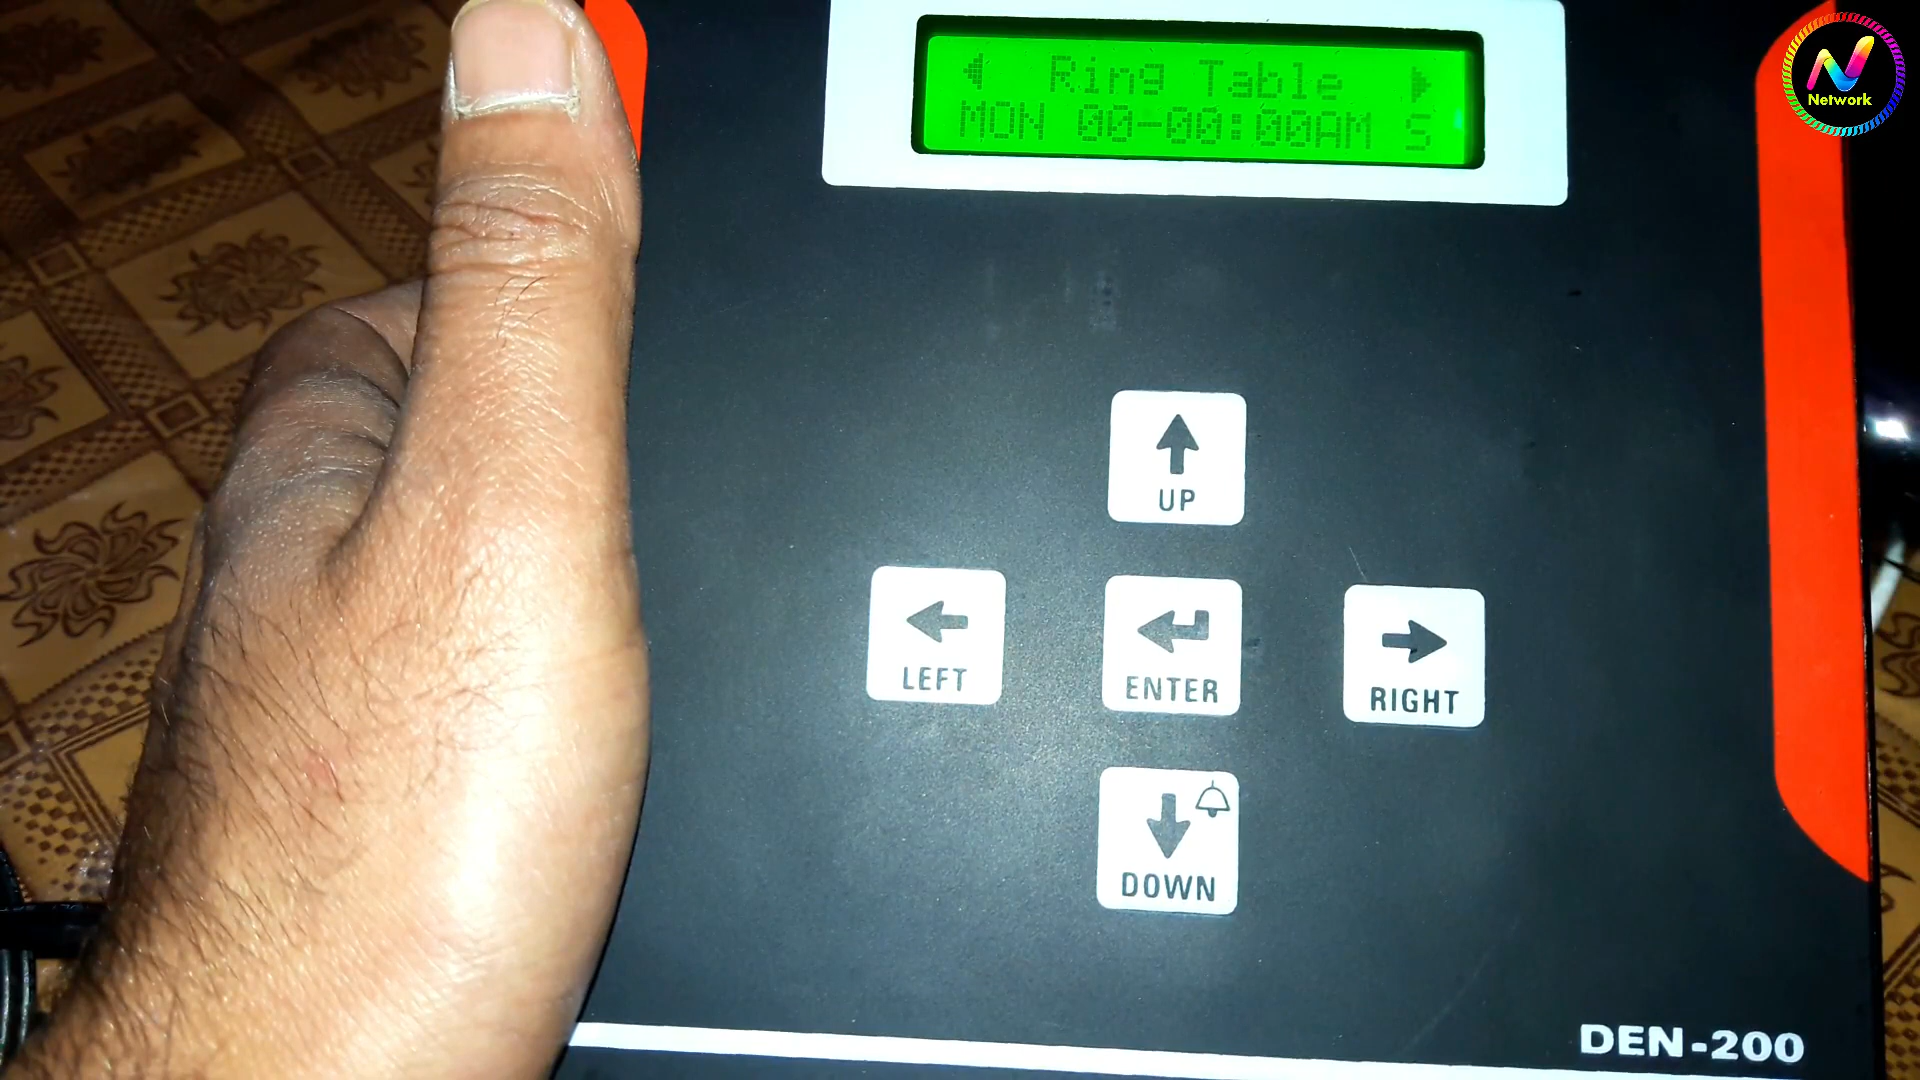 Ring Table
MON 00-00:00AM S
Network
UP
LEFT
ENTER
RIGHT
DOWN
DEN-200